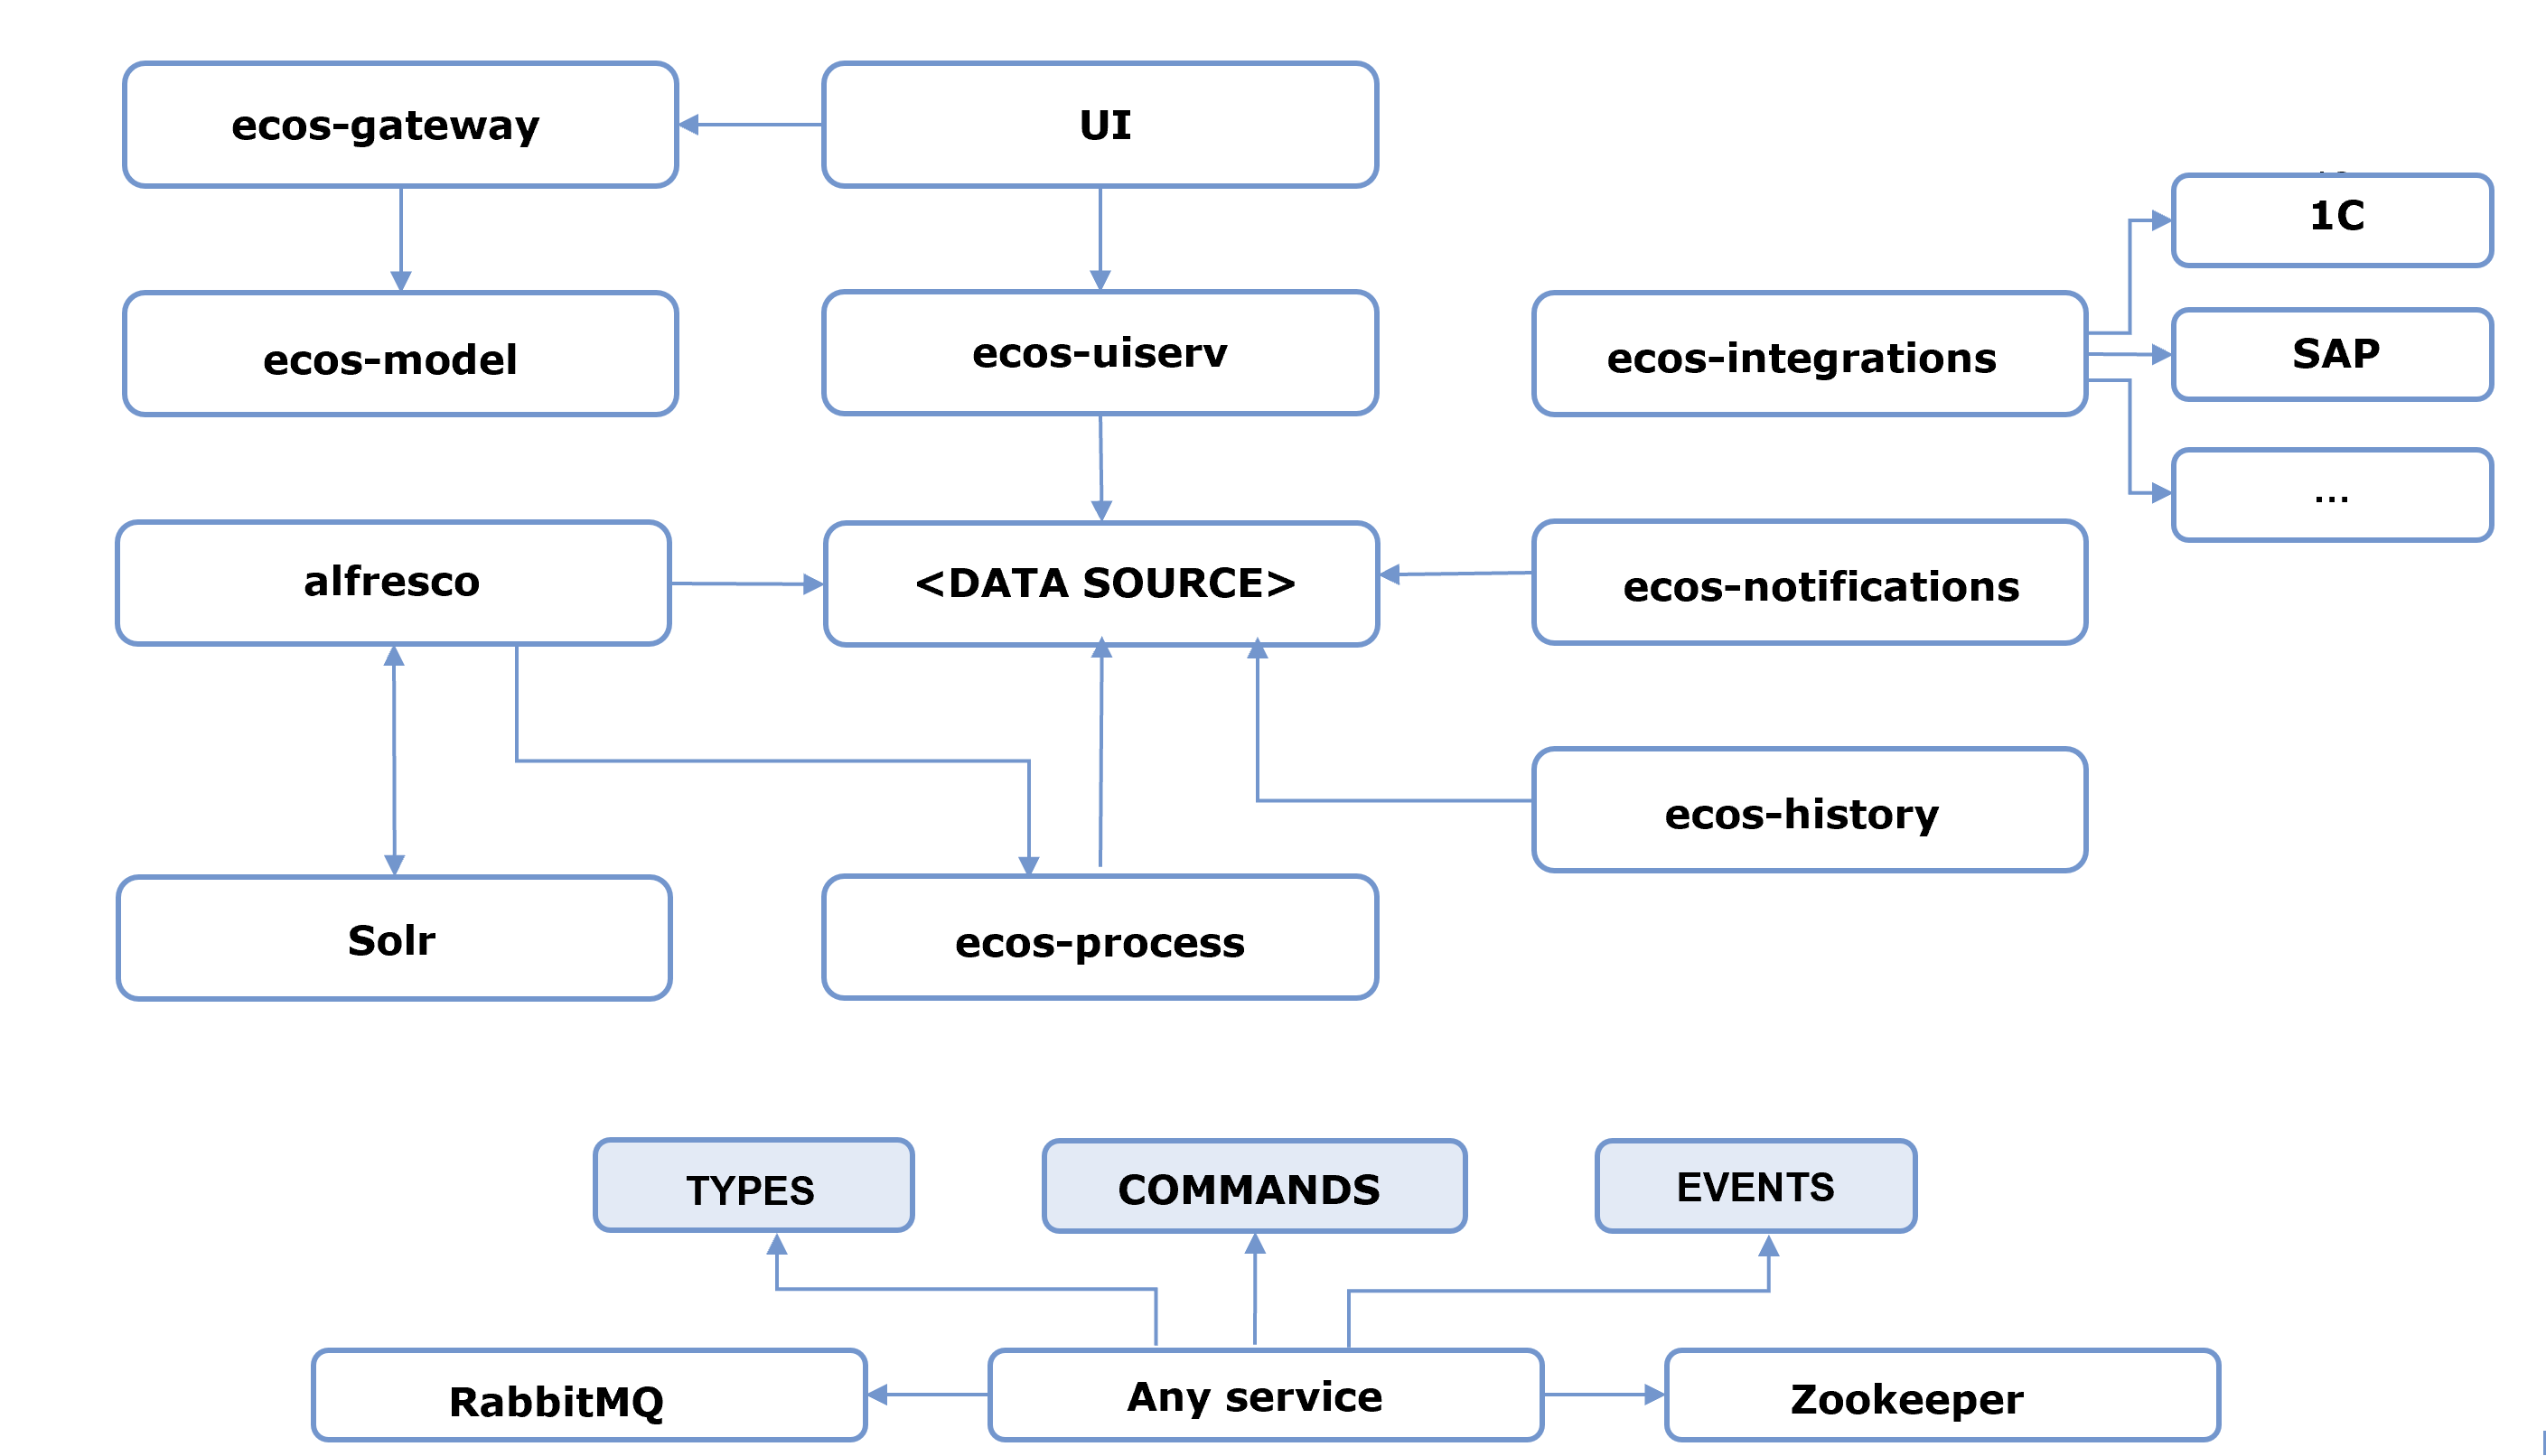 ecos-gateway
UI
1C
ecos-model
ecos-uiserv
ecos-integrations
SAP
...
alfresco
<DATA SOURCE>
ecos-notifications
ecos-history
Solr
ecos-process
TYPES
COMMANDS
EVENTS
RabbitMQ
Any service
Zookeeper